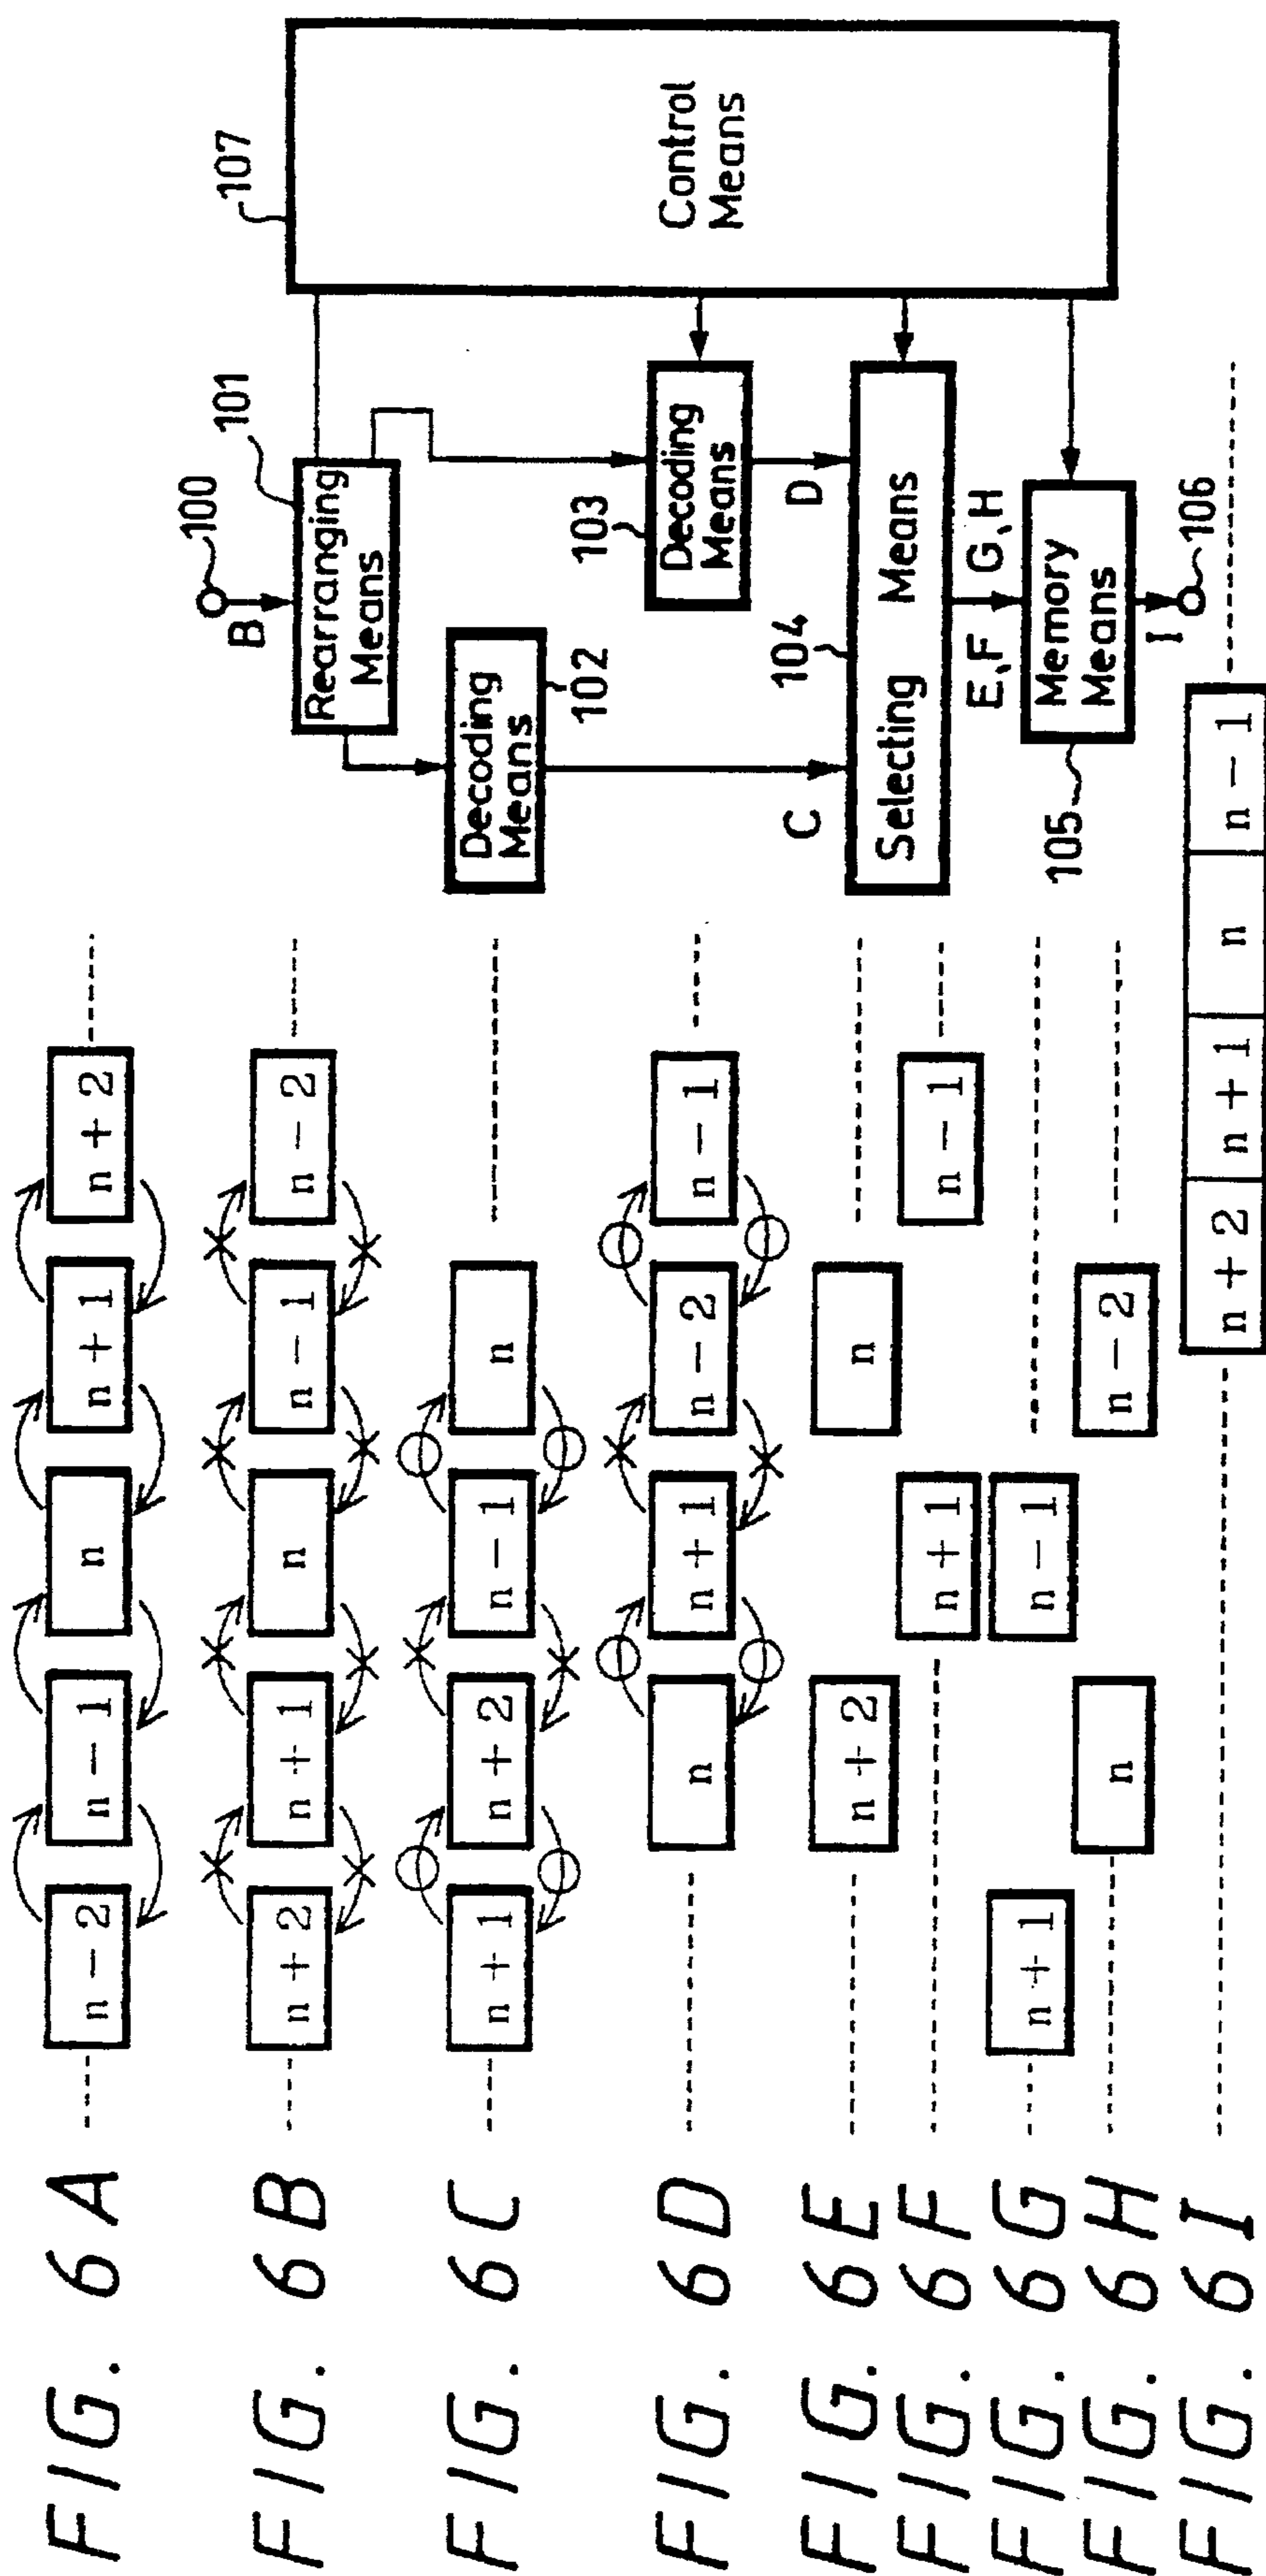 FIG. 6A
n − 2 n − 1 n n + 1 n + 2
FIG. 6B
n + 2 n + 1 n n − 1 n − 2
FIG. 6C
n + 1 n + 2 n − 1 n
FIG. 6D
n n + 1 n − 2 n − 1
FIG. 6E
n + 2 n
FIG. 6F
n + 1 n − 1
FIG. 6G
n + 1 n − 1
FIG. 6H
n n − 2
FIG. 6I
n + 2 n + 1 n n − 1
100
B
101
Rearranging
Means
107
Control
Means
Decoding
Means
102
103
Decoding
Means
C
D
104
Selecting Means
E,F
G,H
105
Memory
Means
I
106